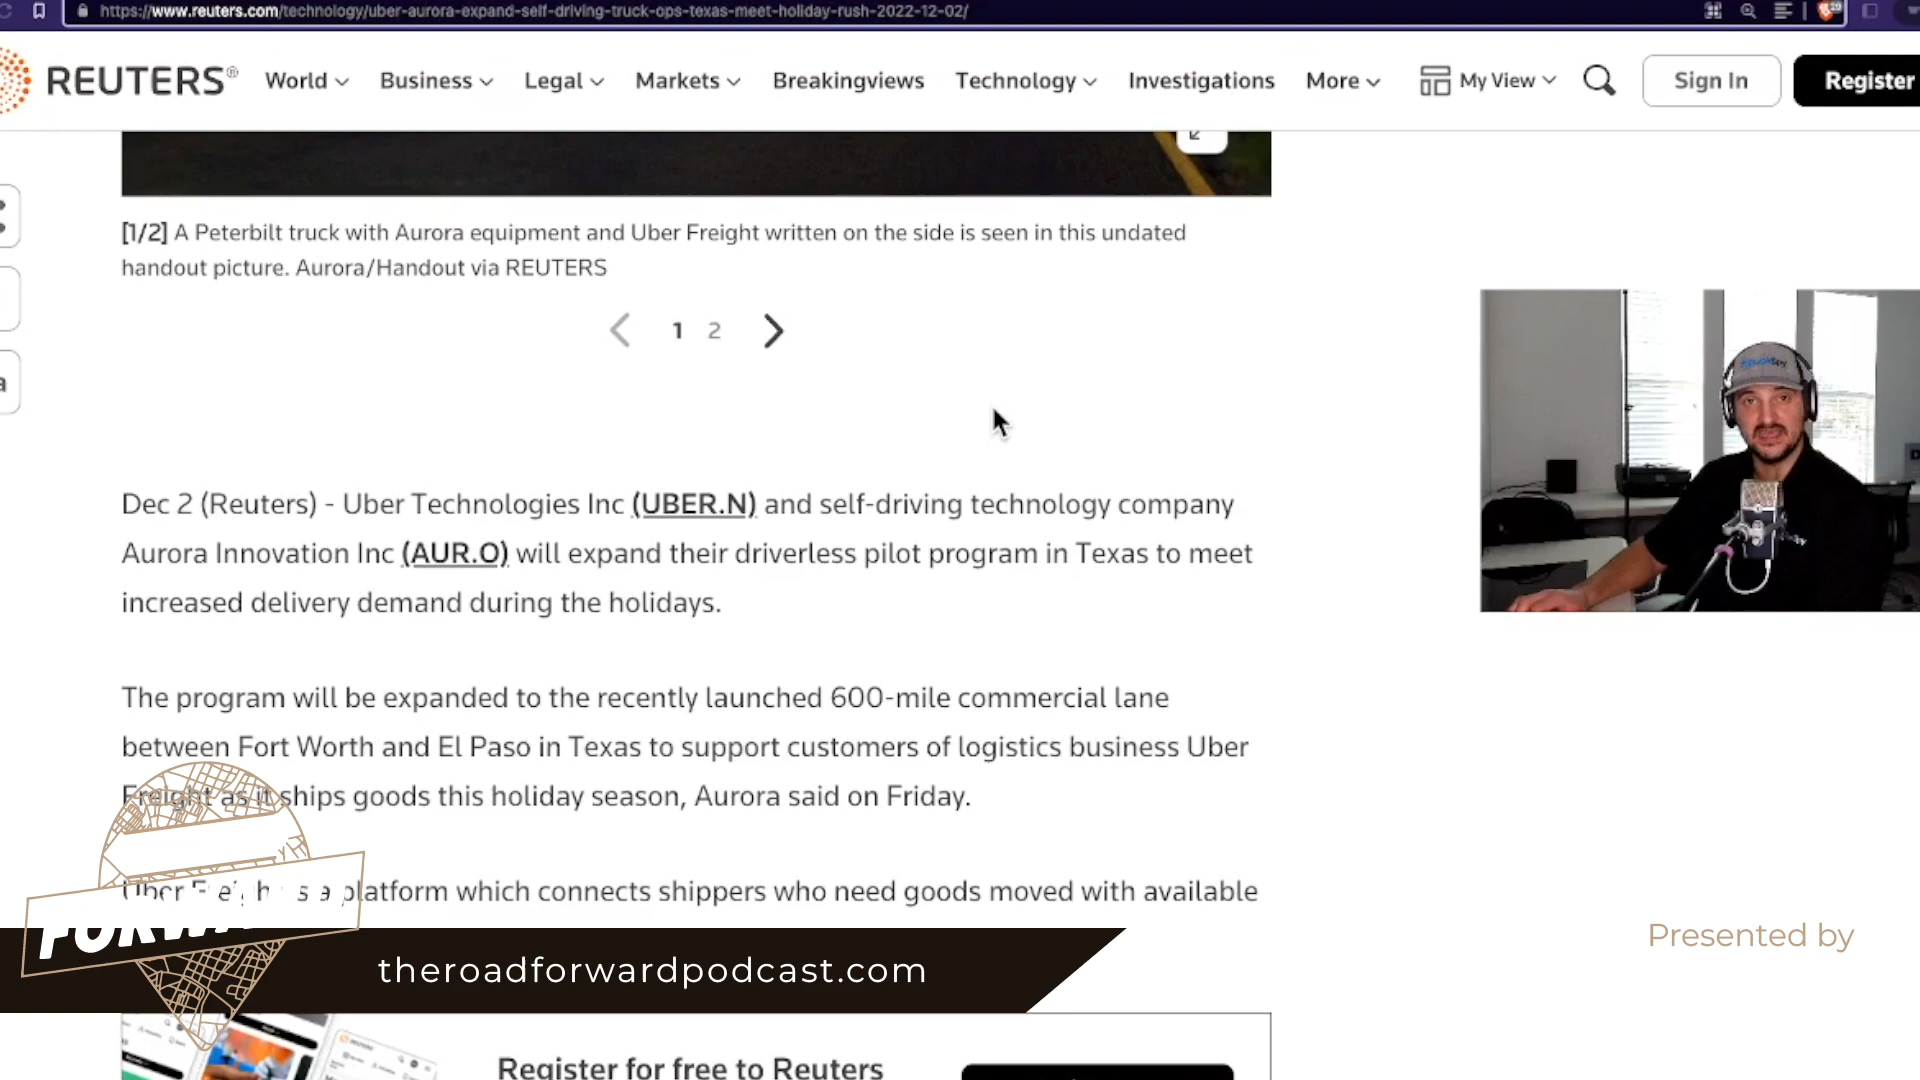 https://www.reuters.com/technology/uber-aurora-expand-self-driving-truck-ops-texas-meet-holiday-rush-2022-12-02/
REUTERS®
World
Business
Legal
Markets
Breakingviews
Technology
Investigations
More
My View
Sign In
Register
[1/2] A Peterbilt truck with Aurora equipment and Uber Freight written on the side is seen in this undated
handout picture. Aurora/Handout via REUTERS
1 2
Dec 2 (Reuters) - Uber Technologies Inc (UBER.N) and self-driving technology company
Aurora Innovation Inc (AUR.O) will expand their driverless pilot program in Texas to meet
increased delivery demand during the holidays.
The program will be expanded to the recently launched 600-mile commercial lane
between Fort Worth and El Paso in Texas to support customers of logistics business Uber
Freight as it ships goods this holiday season, Aurora said on Friday.
Uber Freight is a platform which connects shippers who need goods moved with available
theroadforwardpodcast.com
Presented by
Register for free to Reuters